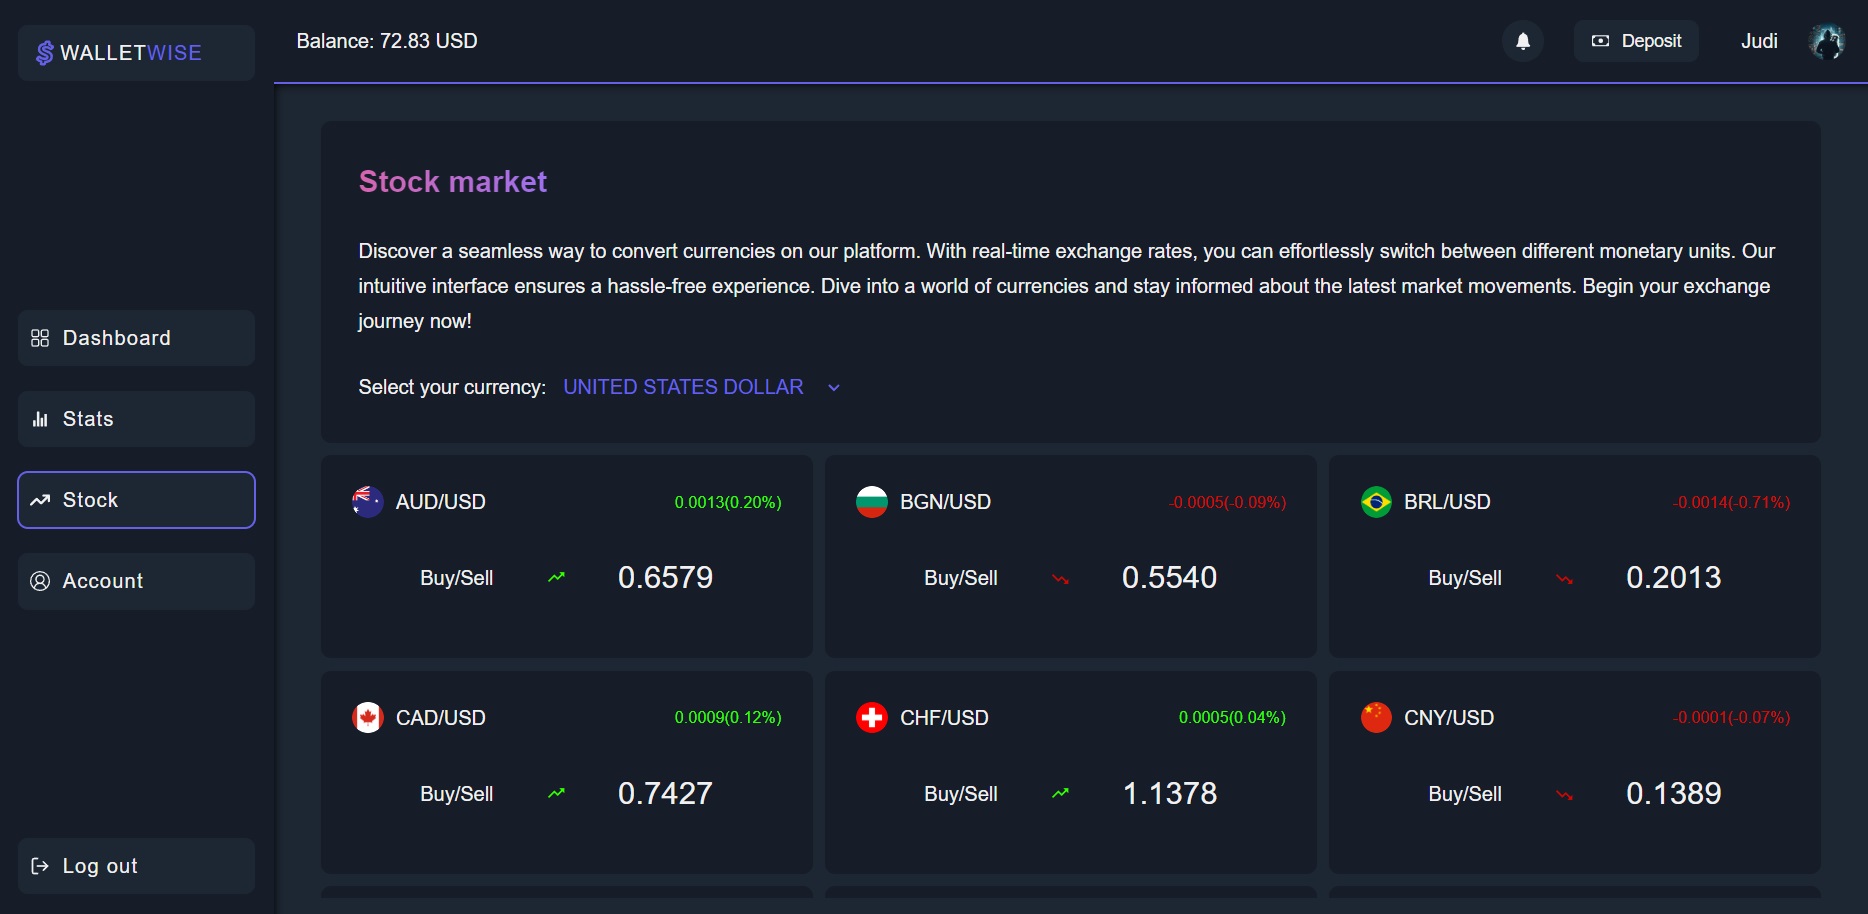 WALLETWISE
Balance: 72.83 USD
Deposit
Judi
Dashboard
Stats
Stock
Account
Log out
Stock market
Discover a seamless way to convert currencies on our platform. With real-time exchange rates, you can effortlessly switch between different monetary units. Our
intuitive interface ensures a hassle-free experience. Dive into a world of currencies and stay informed about the latest market movements. Begin your exchange
journey now!
Select your currency: UNITED STATES DOLLAR
AUD/USD 0.0013(0.20%)
Buy/Sell 0.6579
BGN/USD -0.0005(-0.09%)
Buy/Sell 0.5540
BRL/USD -0.0014(-0.71%)
Buy/Sell 0.2013
CAD/USD 0.0009(0.12%)
Buy/Sell 0.7427
CHF/USD 0.0005(0.04%)
Buy/Sell 1.1378
CNY/USD -0.0001(-0.07%)
Buy/Sell 0.1389